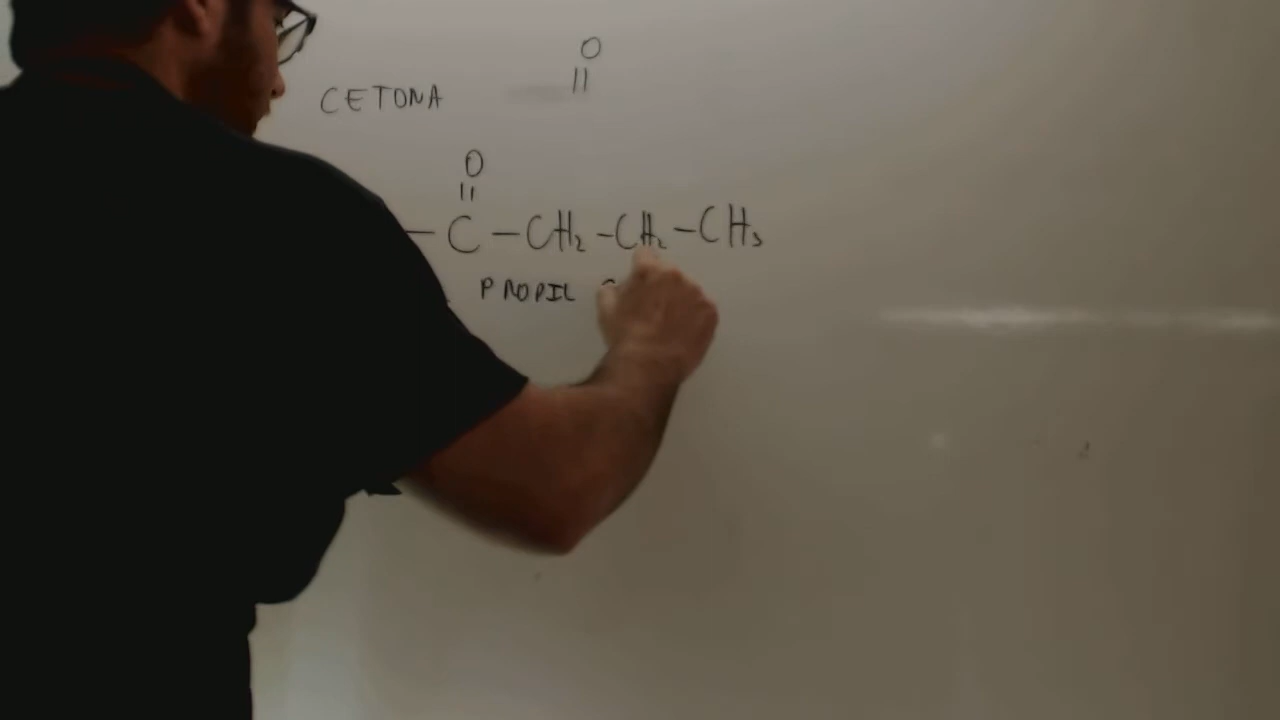 O
||
CETONA
O
||
— C — CH₂ – CH₂ – CH₃
PROPIL